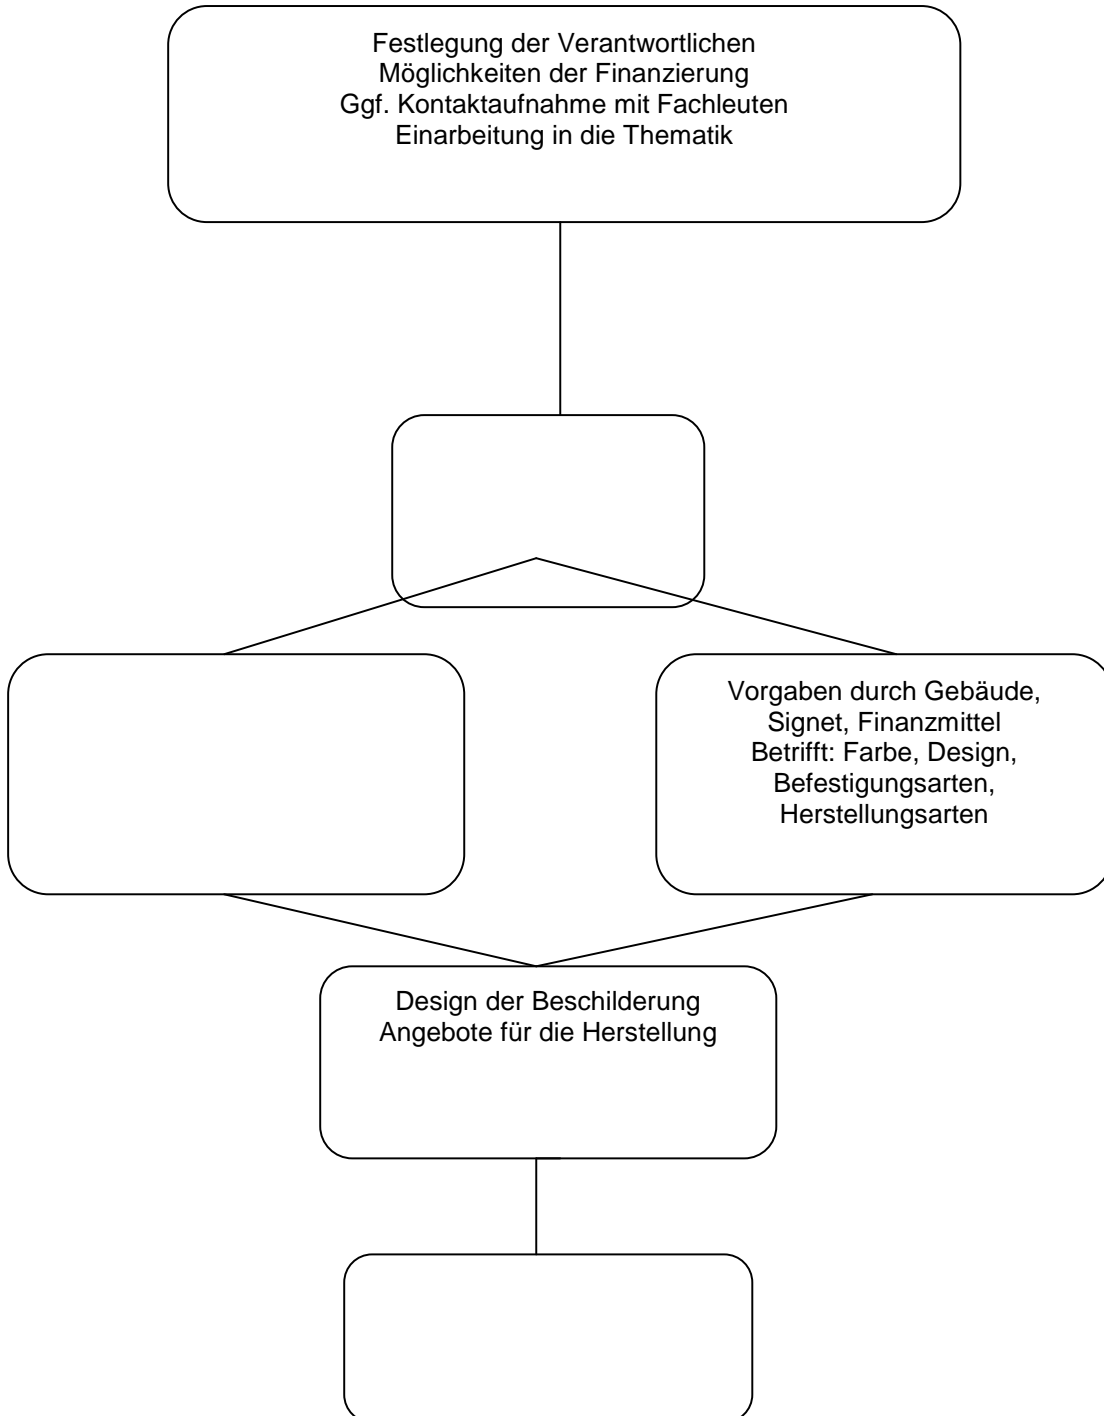 Festlegung der Verantwortlichen
Möglichkeiten der Finanzierung
Ggf. Kontaktaufnahme mit Fachleuten
Einarbeitung in die Thematik
Vorgaben durch Gebäude,
Signet, Finanzmittel
Betrifft: Farbe, Design,
Befestigungsarten,
Herstellungsarten
Design der Beschilderung
Angebote für die Herstellung